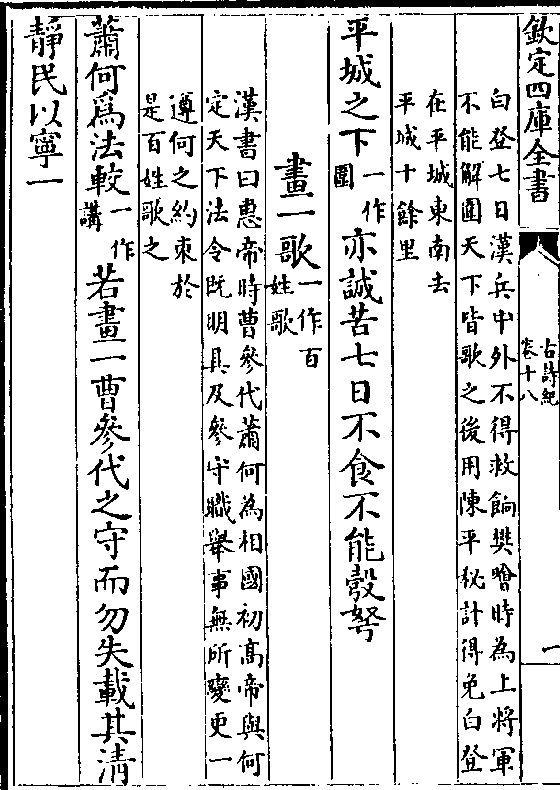 欽定四庫全書
古詩紀
卷十八
一
白登七日漢兵中外不得救餉樊噲時為上將軍
不能解圍天下皆歌之後用陳平秘計得免白登
在平城東南去
平城十餘里
平城之下一作圍亦誠苦七日不食不能彀弩
畫一歌一作百姓歌
漢書曰惠帝時曹參代蕭何為相國初高帝與何
定天下法令既明具及參守職舉事無所變更一
遵何之約束於
是百姓歌之
蕭何為法較一作講若畫一曹參代之守而勿失載其清
靜民以寧一